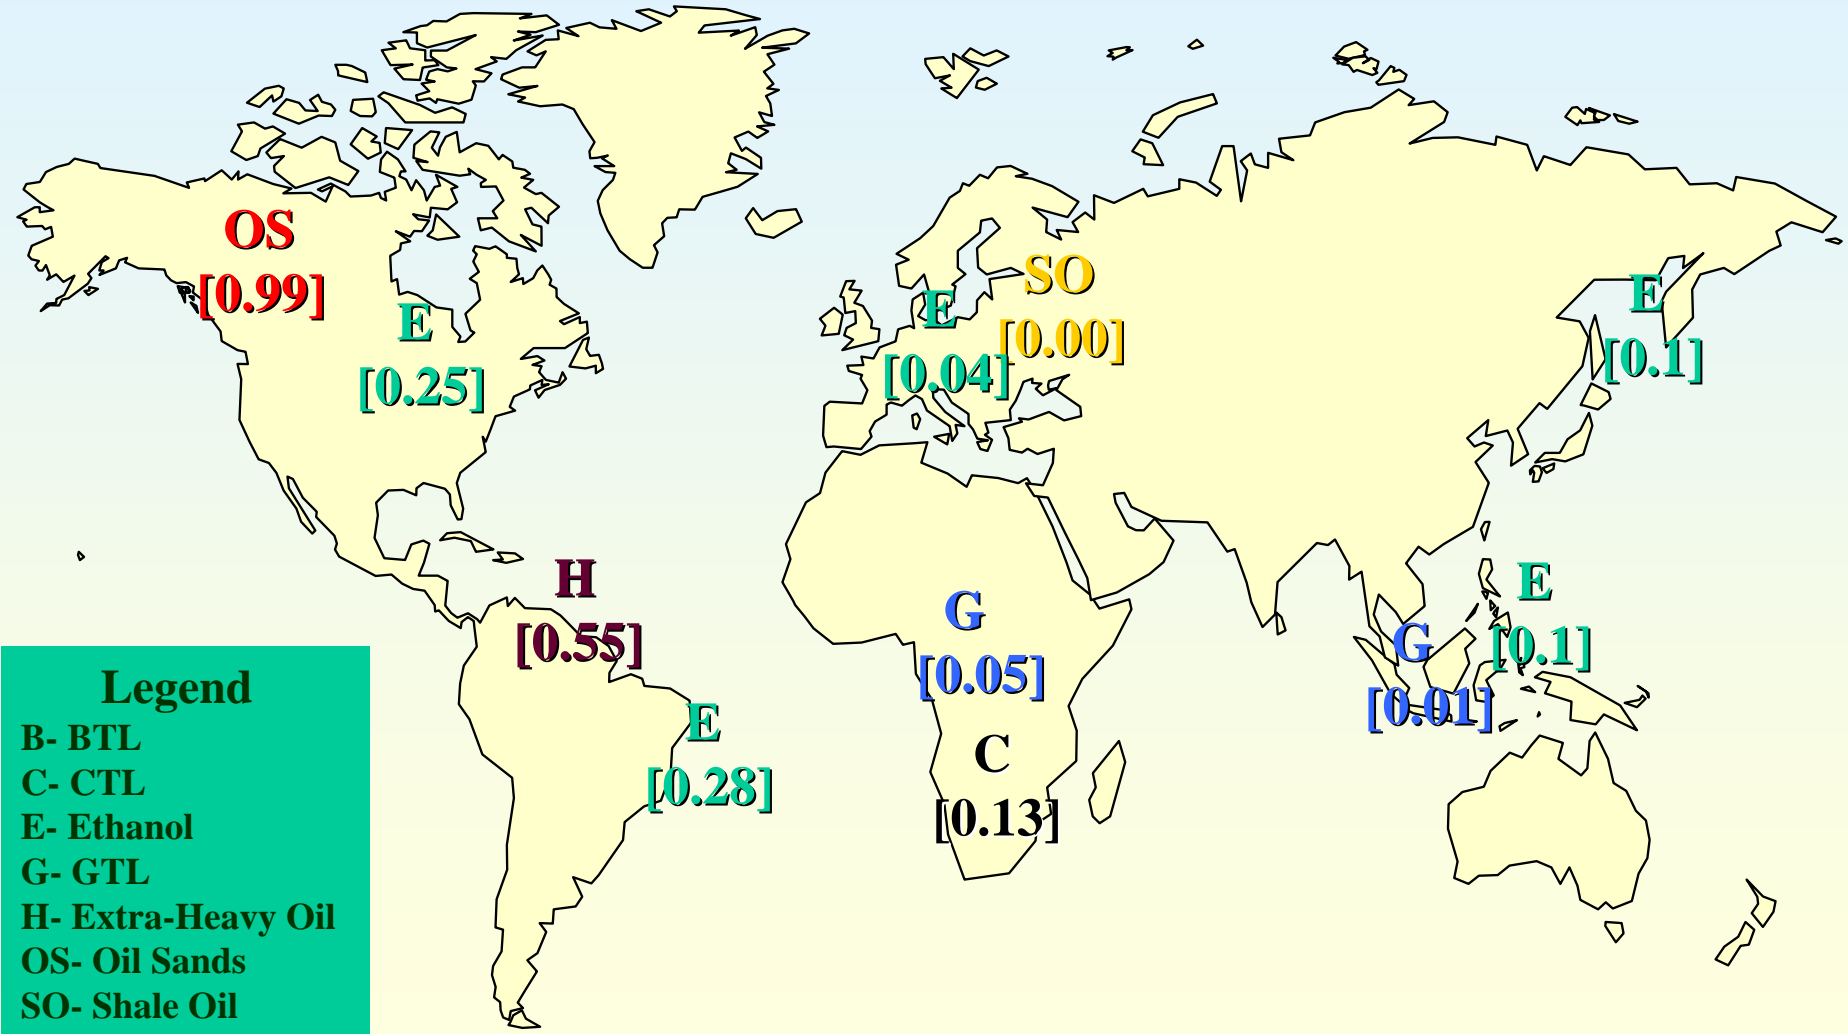 OS
[0.99]
E
[0.25]
SO
[0.00]
E
[0.04]
E
[0.1]
H
[0.55]
G
[0.05]
E
[0.1]
G
[0.01]
E
[0.28]
C
[0.13]
Legend
B- BTL
C- CTL
E- Ethanol
G- GTL
H- Extra-Heavy Oil
OS- Oil Sands
SO- Shale Oil